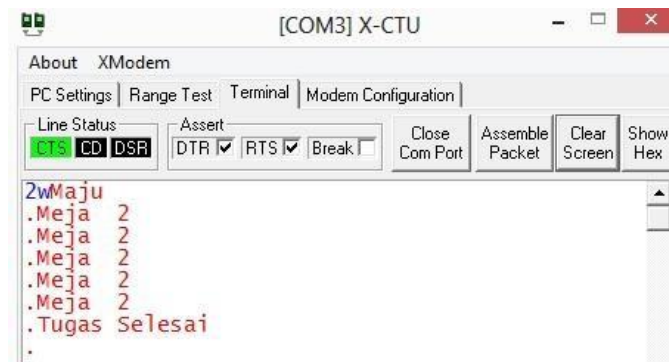 [COM3] X-CTU
About XModem
PC Settings Range Test Terminal Modem Configuration
Line Status
CTS CD DSR
Assert
DTR RTS Break
Close Com Port
Assemble Packet
Clear Screen
Show Hex
2wMaju
.Meja 2
.Meja 2
.Meja 2
.Meja 2
.Meja 2
.Tugas Selesai
.